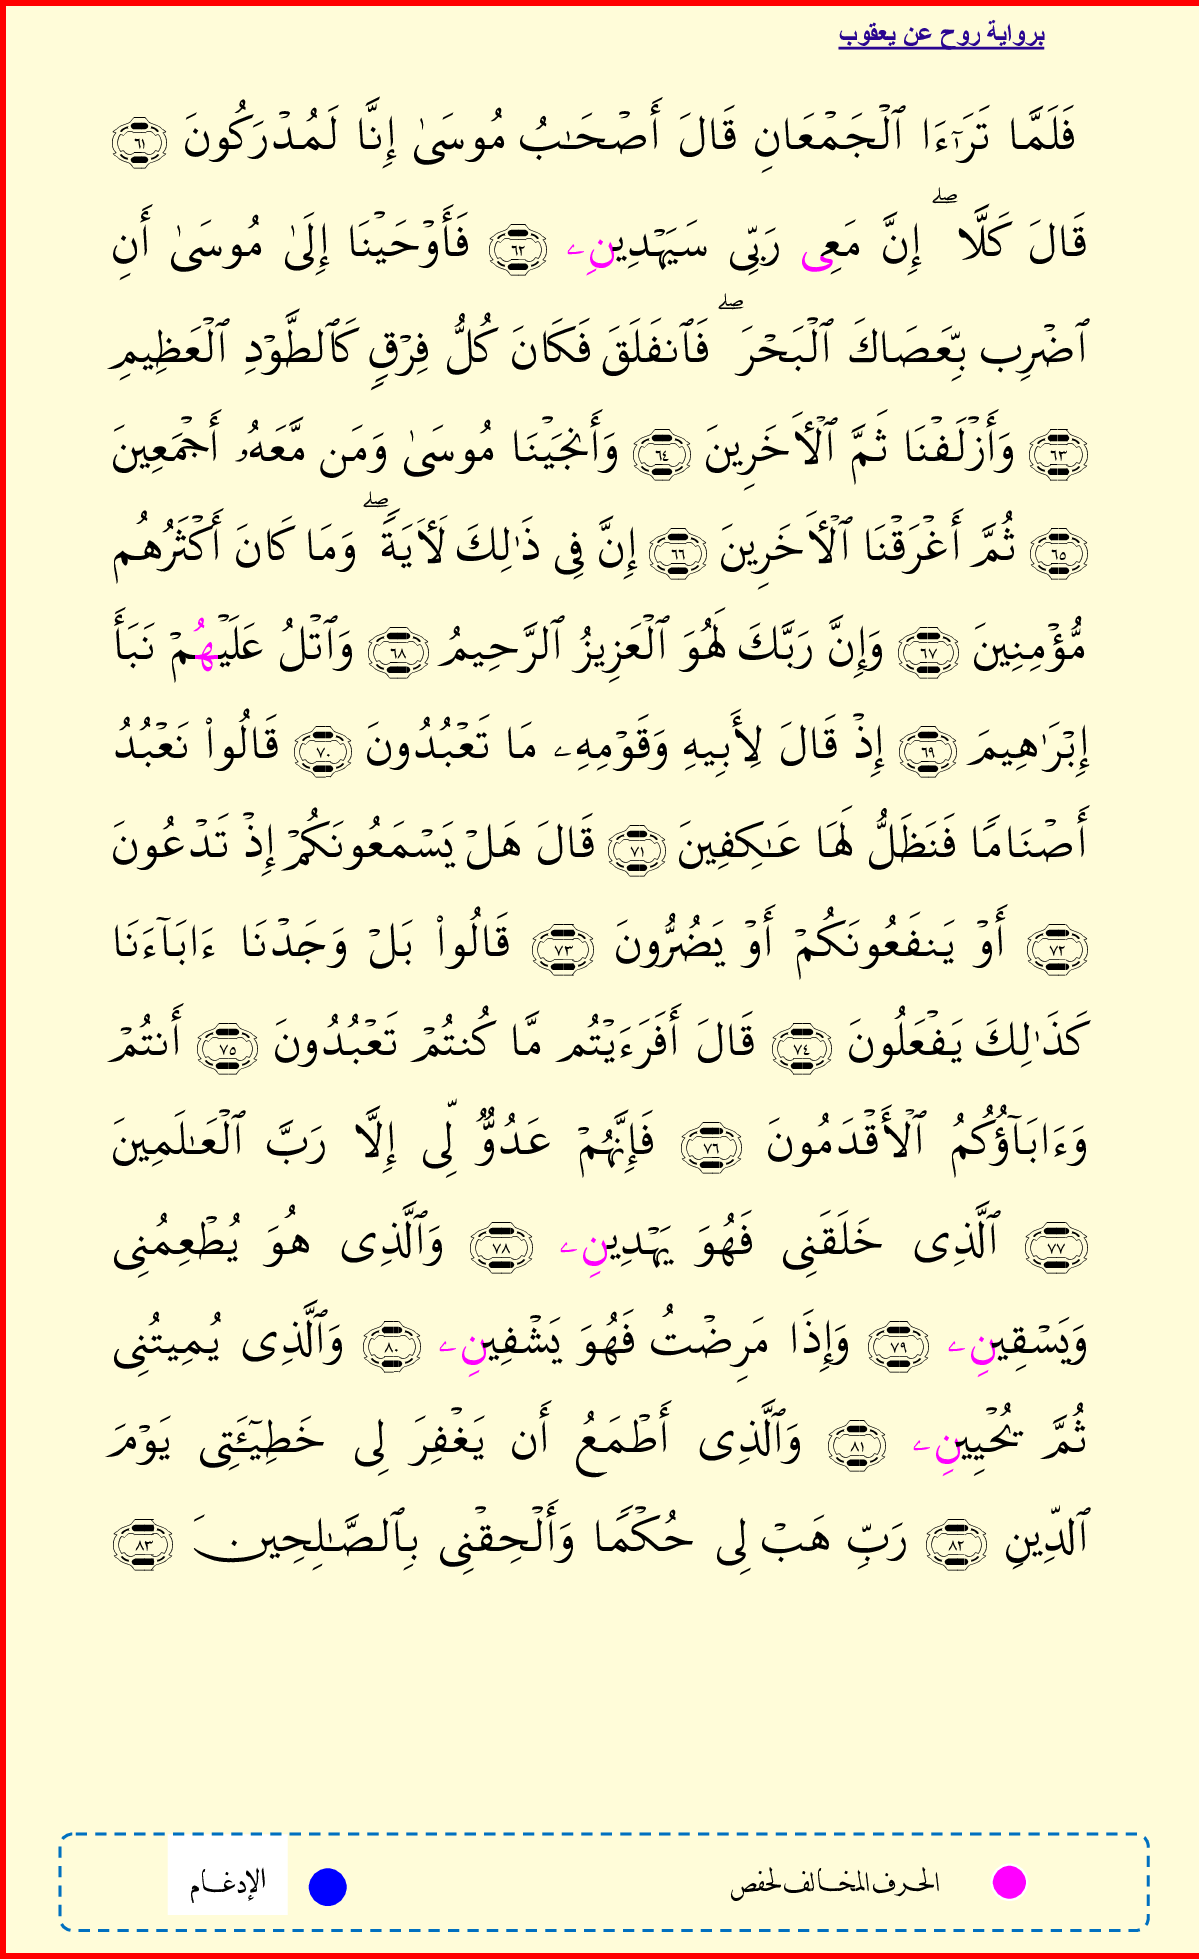 برواية روح عن يعقوب
فَلَمَّا تَرَٰٓءَا ٱلۡجَمۡعَانِ قَالَ أَصۡحَٰبُ مُوسَىٰ إِنَّا لَمُدۡرَكُونَ ٦١
قَالَ كَلَّاۖ إِنَّ مَعِى رَبِّى سَيَهۡدِينِۦ ٦٢ فَأَوۡحَيۡنَا إِلَىٰ مُوسَىٰ أَنِ
ٱضۡرِب بِّعَصَاكَ ٱلۡبَحۡرَۖ فَٱنفَلَقَ فَكَانَ كُلُّ فِرۡقٍ كَٱلطَّوۡدِ ٱلۡعَظِيمِ
٦٣ وَأَزۡلَفۡنَا ثَمَّ ٱلۡأٓخَرِينَ ٦٤ وَأَنجَيۡنَا مُوسَىٰ وَمَن مَّعَهُۥ أَجۡمَعِينَ
٦٥ ثُمَّ أَغۡرَقۡنَا ٱلۡأٓخَرِينَ ٦٦ إِنَّ فِى ذَٰلِكَ لَأٓيَةٗۖ وَمَا كَانَ أَكۡثَرُهُم
مُّؤۡمِنِينَ ٦٧ وَإِنَّ رَبَّكَ لَهُوَ ٱلۡعَزِيزُ ٱلرَّحِيمُ ٦٨ وَٱتۡلُ عَلَيۡهُمۡ نَبَأَ
إِبۡرَٰهِيمَ ٦٩ إِذۡ قَالَ لِأَبِيهِ وَقَوۡمِهِۦ مَا تَعۡبُدُونَ ٧٠ قَالُواْ نَعۡبُدُ
أَصۡنَامٗا فَنَظَلُّ لَهَا عَٰكِفِينَ ٧١ قَالَ هَلۡ يَسۡمَعُونَكُمۡ إِذۡ تَدۡعُونَ
٧٢ أَوۡ يَنفَعُونَكُمۡ أَوۡ يَضُرُّونَ ٧٣ قَالُواْ بَلۡ وَجَدۡنَا ءَابَآءَنَا
كَذَٰلِكَ يَفۡعَلُونَ ٧٤ قَالَ أَفَرَءَيۡتُم مَّا كُنتُمۡ تَعۡبُدُونَ ٧٥ أَنتُمۡ
وَءَابَآؤُكُمُ ٱلۡأَقۡدَمُونَ ٧٦ فَإِنَّهُمۡ عَدُوّٞ لِّى إِلَّا رَبَّ ٱلۡعَٰلَمِينَ
٧٧ ٱلَّذِى خَلَقَنِى فَهُوَ يَهۡدِينِۦ ٧٨ وَٱلَّذِى هُوَ يُطۡعِمُنِى
وَيَسۡقِينِۦ ٧٩ وَإِذَا مَرِضۡتُ فَهُوَ يَشۡفِينِۦ ٨٠ وَٱلَّذِى يُمِيتُنِى
ثُمَّ يُحۡيِينِۦ ٨١ وَٱلَّذِى أَطۡمَعُ أَن يَغۡفِرَ لِى خَطِيٓـَٔتِى يَوۡمَ
ٱلدِّينِ ٨٢ رَبِّ هَبۡ لِى حُكۡمٗا وَأَلۡحِقۡنِى بِٱلصَّٰلِحِينَ ٨٣
الحرف المخالف لحفص
الإدغام